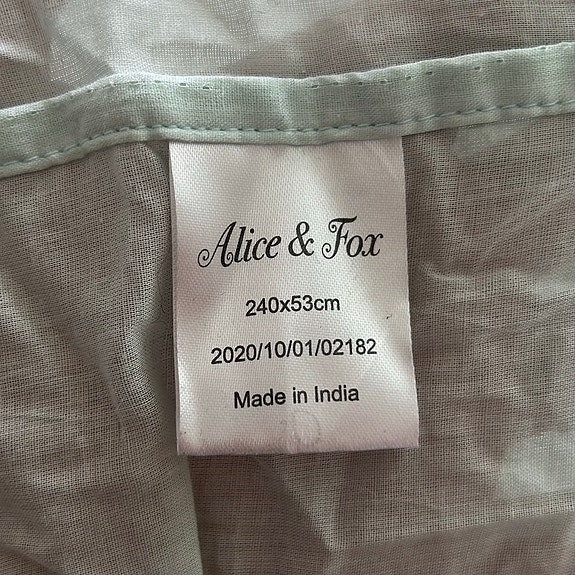 Alice & Fox
240x53cm
2020/10/01/02182
Made in India